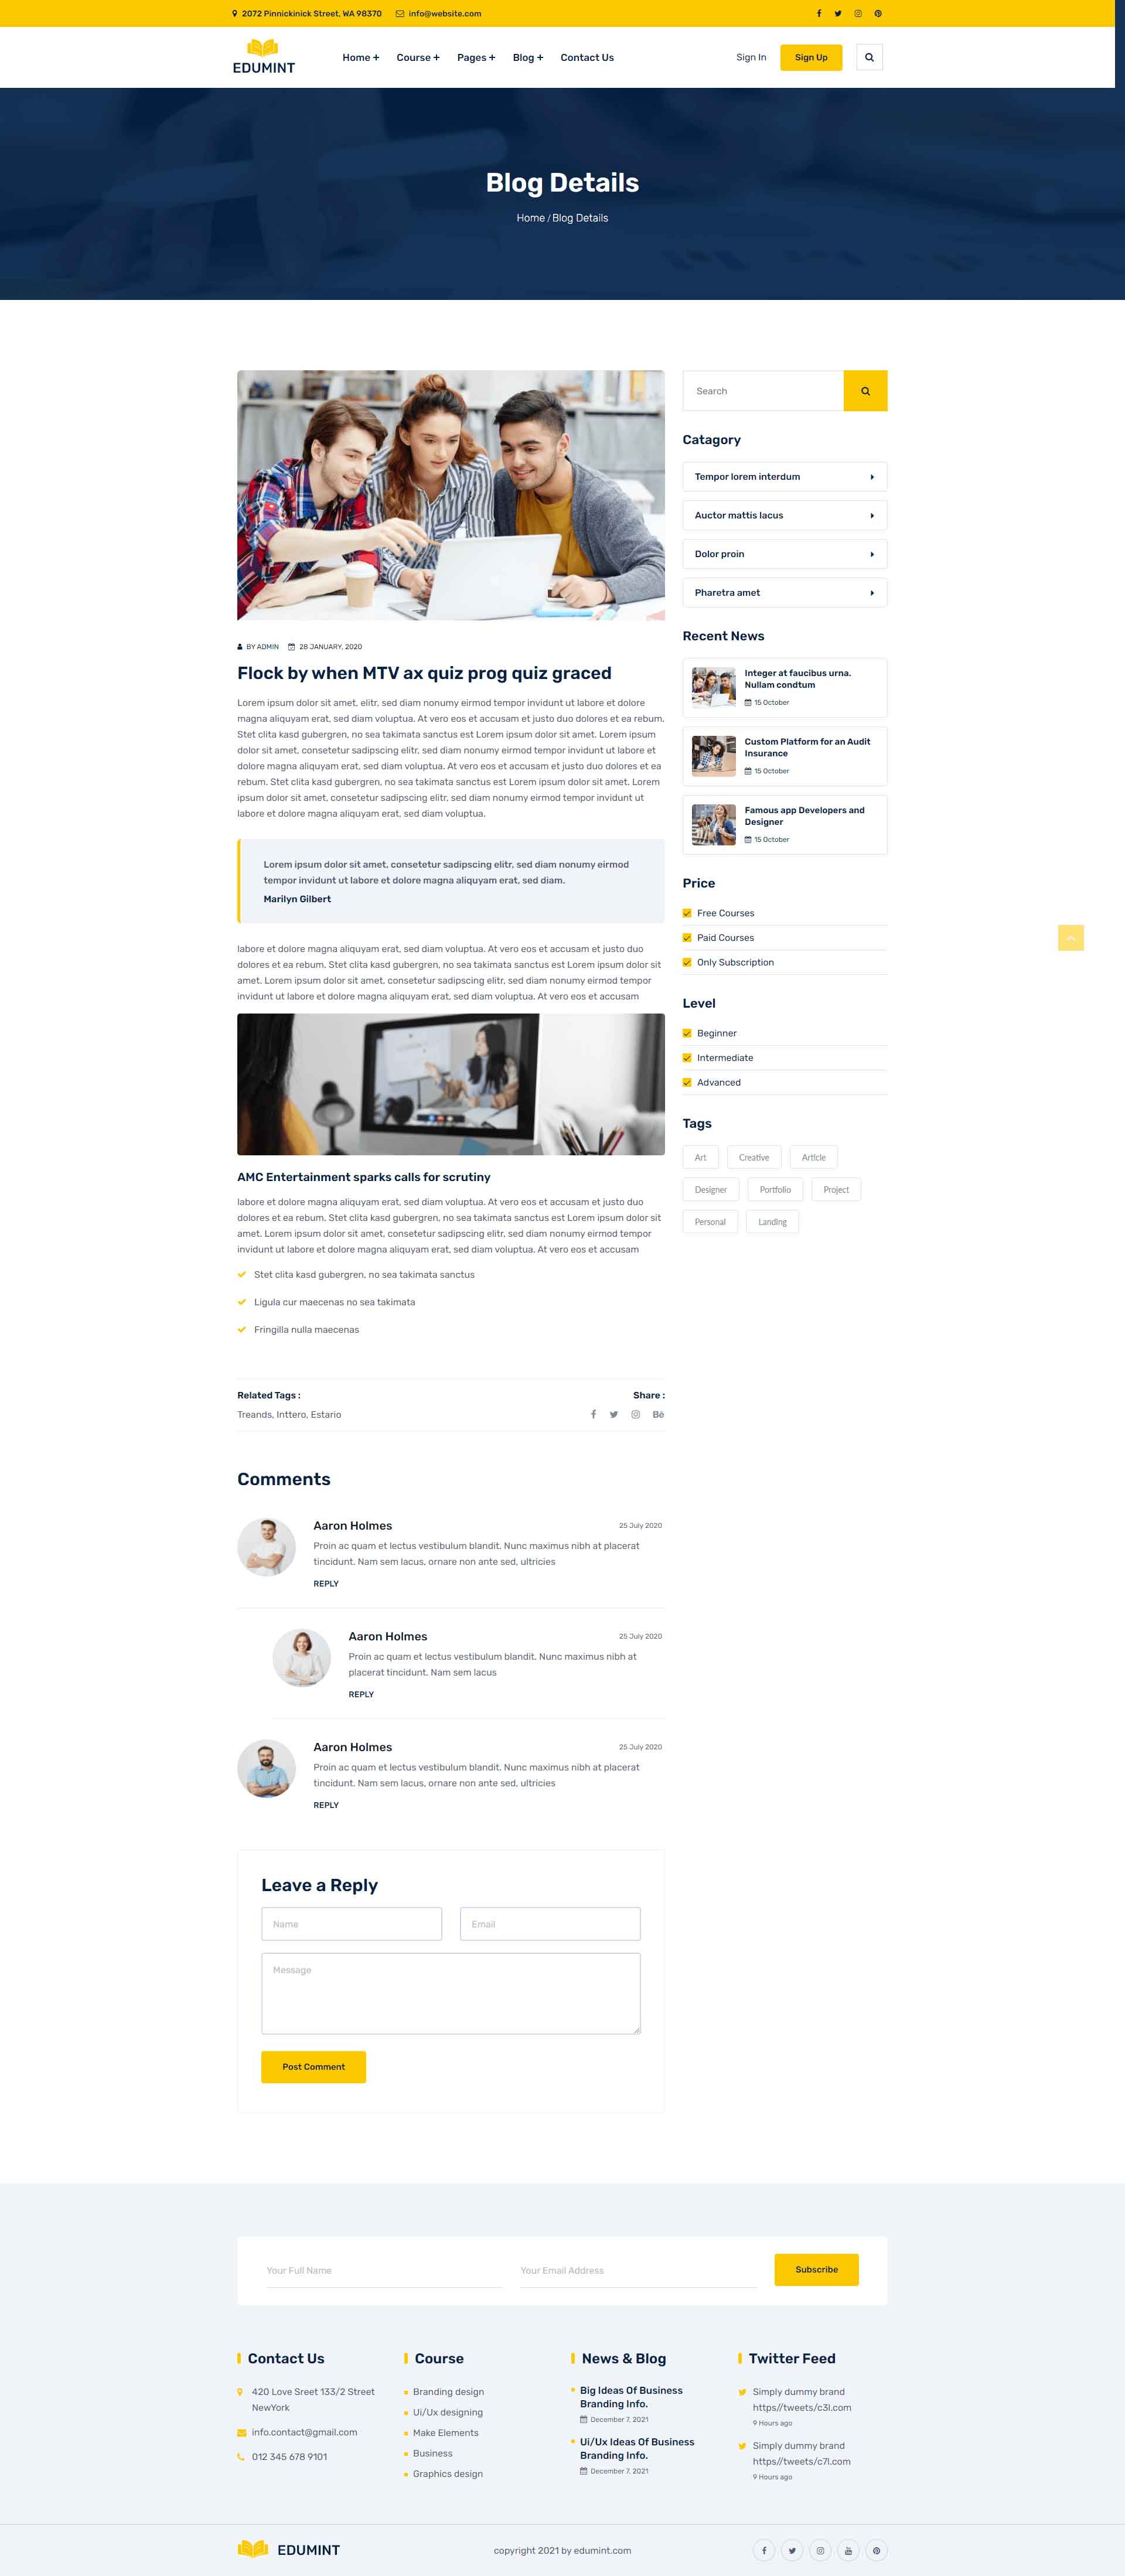 2072 Pinnickinick Street, WA 98370 info@website.com
EDUMINT
Home + Course + Pages + Blog + Contact Us
Sign In Sign Up
Blog Details
Home / Blog Details
BY ADMIN 28 JANUARY, 2020
Flock by when MTV ax quiz prog quiz graced
Lorem ipsum dolor sit amet, elitr, sed diam nonumy eirmod tempor invidunt ut labore et dolore
magna aliquyam erat, sed diam voluptua. At vero eos et accusam et justo duo dolores et ea rebum.
Stet clita kasd gubergren, no sea takimata sanctus est Lorem ipsum dolor sit amet. Lorem ipsum
dolor sit amet, consetetur sadipscing elitr, sed diam nonumy eirmod tempor invidunt ut labore et
dolore magna aliquyam erat, sed diam voluptua. At vero eos et accusam et justo duo dolores et ea
rebum. Stet clita kasd gubergren, no sea takimata sanctus est Lorem ipsum dolor sit amet. Lorem
ipsum dolor sit amet, consetetur sadipscing elitr, sed diam nonumy eirmod tempor invidunt ut
labore et dolore magna aliquyam erat, sed diam voluptua.
Lorem ipsum dolor sit amet, consectetur sadipscing elitr, sed diam nonumy eirmod
tempor invidunt ut labore et dolore magna aliquyam erat, sed diam.
Marilyn Gilbert
labore et dolore magna aliquyam erat, sed diam voluptua. At vero eos et accusam et justo duo
dolores et ea rebum. Stet clita kasd gubergren, no sea takimata sanctus est Lorem ipsum dolor sit
amet. Lorem ipsum dolor sit amet, consetetur sadipscing elitr, sed diam nonumy eirmod tempor
invidunt ut labore et dolore magna aliquyam erat, sed diam voluptua. At vero eos et accusam
AMC Entertainment sparks calls for scrutiny
labore et dolore magna aliquyam erat, sed diam voluptua. At vero eos et accusam et justo duo
dolores et ea rebum. Stet clita kasd gubergren, no sea takimata sanctus est Lorem ipsum dolor sit
amet. Lorem ipsum dolor sit amet, consetetur sadipscing elitr, sed diam nonumy eirmod tempor
invidunt ut labore et dolore magna aliquyam erat, sed diam voluptua. At vero eos et accusam
Stet clita kasd gubergren, no sea takimata sanctus
Ligula cur maecenas no sea takimata
Fringilla nulla maecenas
Related Tags : Share :
Treands, Inttero, Estario
Comments
Aaron Holmes 25 July 2020
Proin ac quam et lectus vestibulum blandit. Nunc maximus nibh at placerat
tincidunt. Nam sem lacus, ornare non ante sed, ultricies
REPLY
Aaron Holmes 25 July 2020
Proin ac quam et lectus vestibulum blandit. Nunc maximus nibh at
placerat tincidunt. Nam sem lacus
REPLY
Aaron Holmes 25 July 2020
Proin ac quam et lectus vestibulum blandit. Nunc maximus nibh at placerat
tincidunt. Nam sem lacus, ornare non ante sed, ultricies
REPLY
Leave a Reply
Name Email
Message
Post Comment
Search
Catagory
Tempor lorem interdum
Auctor mattis lacus
Dolor proin
Pharetra amet
Recent News
Integer at faucibus urna.
Nullam condtum
15 October
Custom Platform for an Audit
Insurance
15 October
Famous app Developers and
Designer
15 October
Price
Free Courses
Paid Courses
Only Subscription
Level
Beginner
Intermediate
Advanced
Tags
Art Creative Article
Designer Portfolio Project
Personal Landing
Your Full Name Your Email Address Subscribe
Contact Us
420 Love Sreet 133/2 Street
NewYork
info.contact@gmail.com
012 345 678 9101
Course
Branding design
Ui/Ux designing
Make Elements
Business
Graphics design
News & Blog
Big Ideas Of Business
Branding Info.
December 7, 2021
Ui/Ux Ideas Of Business
Branding Info.
December 7, 2021
Twitter Feed
Simply dummy brand
https//tweets/c3l.com
9 Hours ago
Simply dummy brand
https//tweets/c7l.com
9 Hours ago
EDUMINT
copyright 2021 by edumint.com